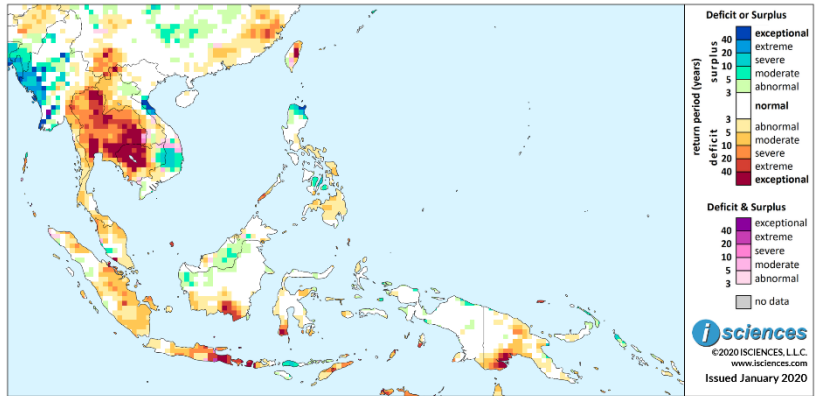 Deficit or Surplus
return period (years)
surplus
deficit
40 exceptional
20 extreme
10 severe
5 moderate
3 abnormal
normal
3 abnormal
5 moderate
10 severe
20 extreme
40 exceptional
Deficit & Surplus
40 exceptional
20 extreme
10 severe
5 moderate
3 abnormal
no data
i sciences
©2020 ISCIENCES, L.L.C.
www.isciences.com
Issued January 2020